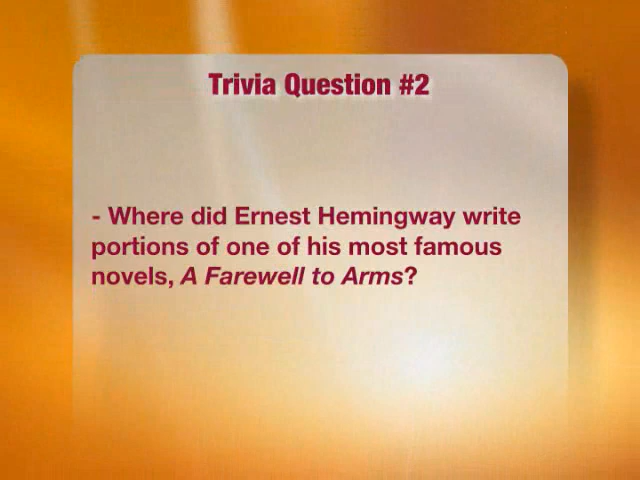 Trivia Question #2
- Where did Ernest Hemingway write
portions of one of his most famous
novels, A Farewell to Arms?